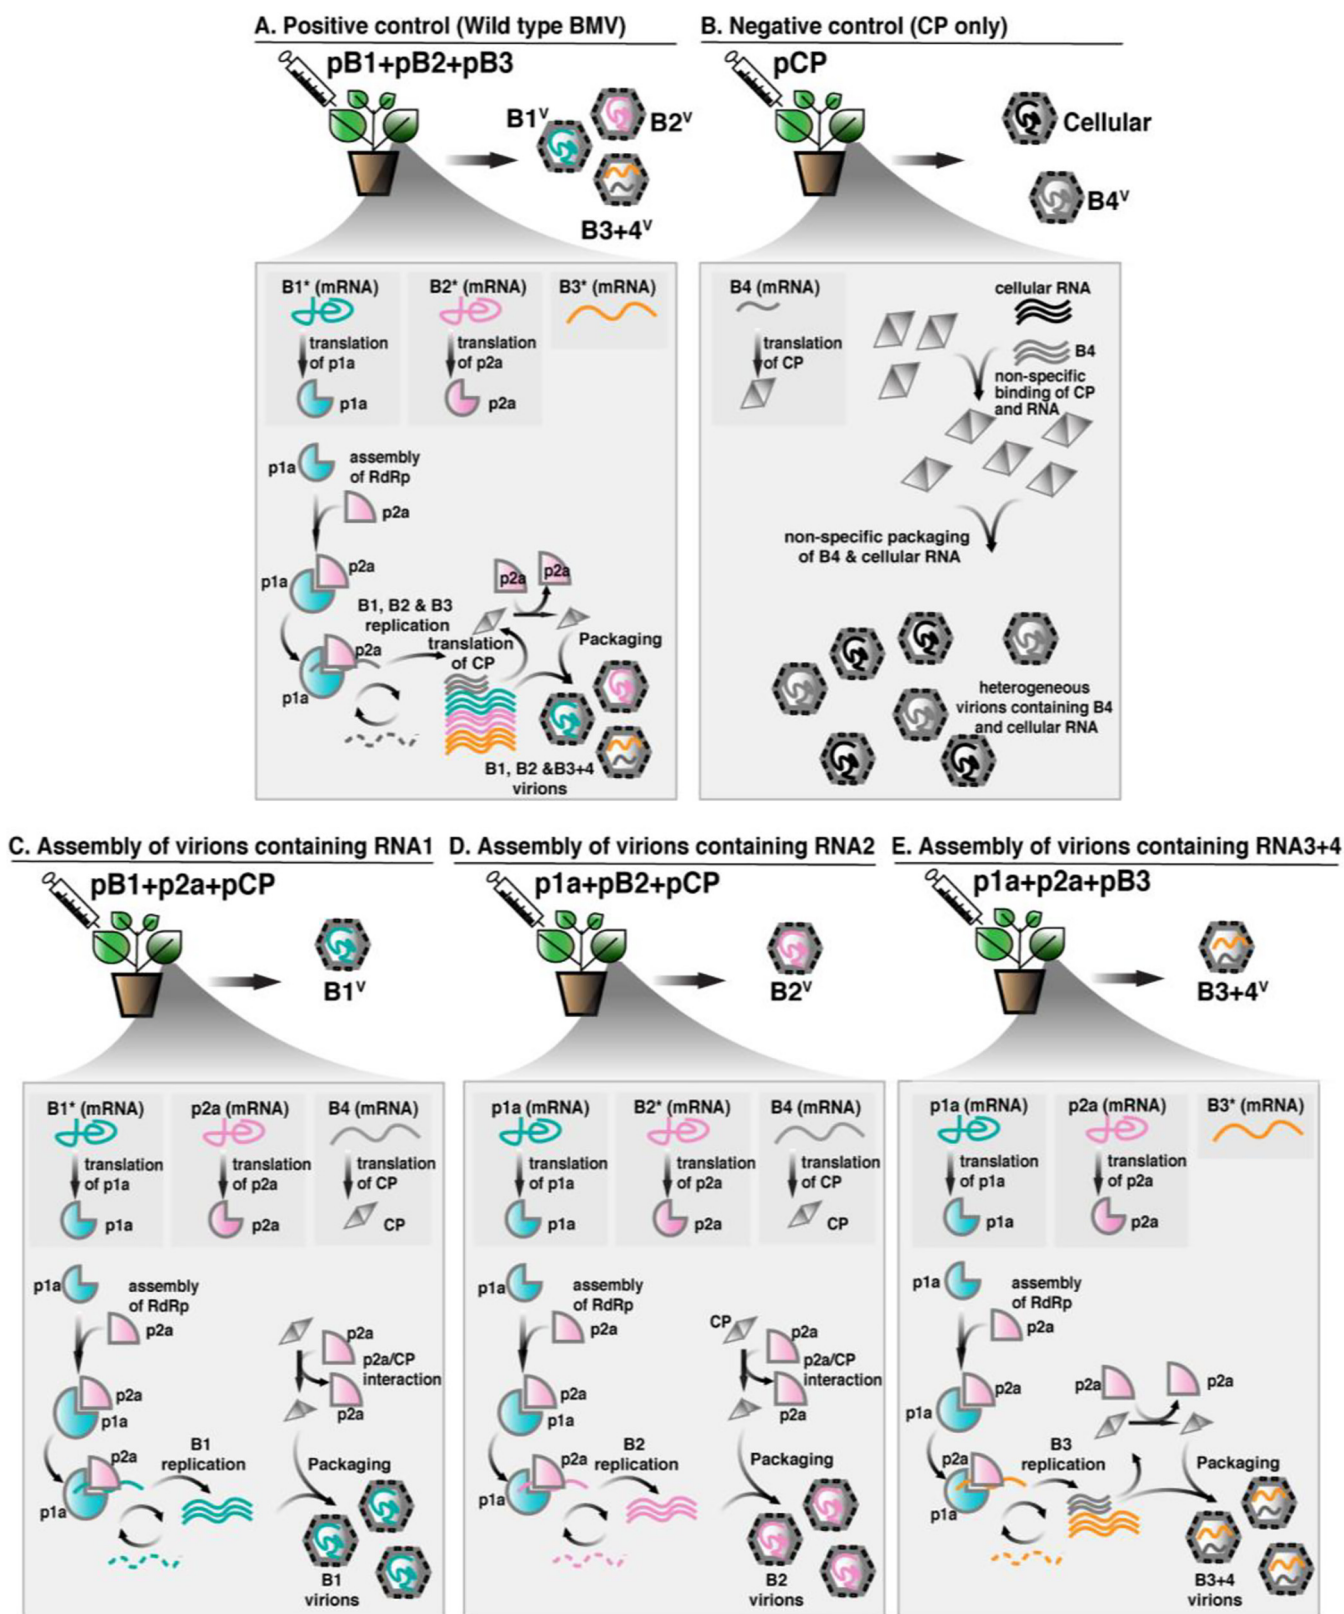 A. Positive control (Wild type BMV)
pB1+pB2+pB3
B1V
B2V
B3+4V
B1* (mRNA)
B2* (mRNA)
B3* (mRNA)
translation
of p1a
translation
of p2a
p1a
p2a
p1a
assembly
of RdRp
p2a
p2a
p1a
p2a
p2a
B1, B2 & B3
replication
translation
of CP
Packaging
p2a
p1a
B1, B2 &B3+4
virions
B. Negative control (CP only)
pCP
Cellular
B4V
B4 (mRNA)
cellular RNA
translation
of CP
B4
non-specific
binding of CP
and RNA
non-specific packaging
of B4 & cellular RNA
heterogeneous
virions containing B4
and cellular RNA
C. Assembly of virions containing RNA1
pB1+p2a+pCP
B1V
B1* (mRNA)
p2a (mRNA)
B4 (mRNA)
translation
of p1a
translation
of p2a
translation
of CP
p1a
p2a
CP
p1a
assembly
of RdRp
p2a
p2a
p2a/CP
interaction
p2a
p2a
p1a
p2a
B1
replication
Packaging
p1a
B1
virions
D. Assembly of virions containing RNA2
p1a+pB2+pCP
B2V
p1a (mRNA)
B2* (mRNA)
B4 (mRNA)
translation
of p1a
translation
of p2a
translation
of CP
p1a
p2a
CP
p1a
assembly
of RdRp
p2a
CP
p2a
p2a/CP
interaction
p2a
p2a
p1a
p2a
B2
replication
Packaging
p1a
B2
virions
E. Assembly of virions containing RNA3+4
p1a+p2a+pB3
B3+4V
p1a (mRNA)
p2a (mRNA)
B3* (mRNA)
translation
of p1a
translation
of p2a
p1a
p2a
p1a
assembly
of RdRp
p2a
p2a
p1a
p2a
p2a
p2a
B3
replication
Packaging
p1a
B3+4
virions